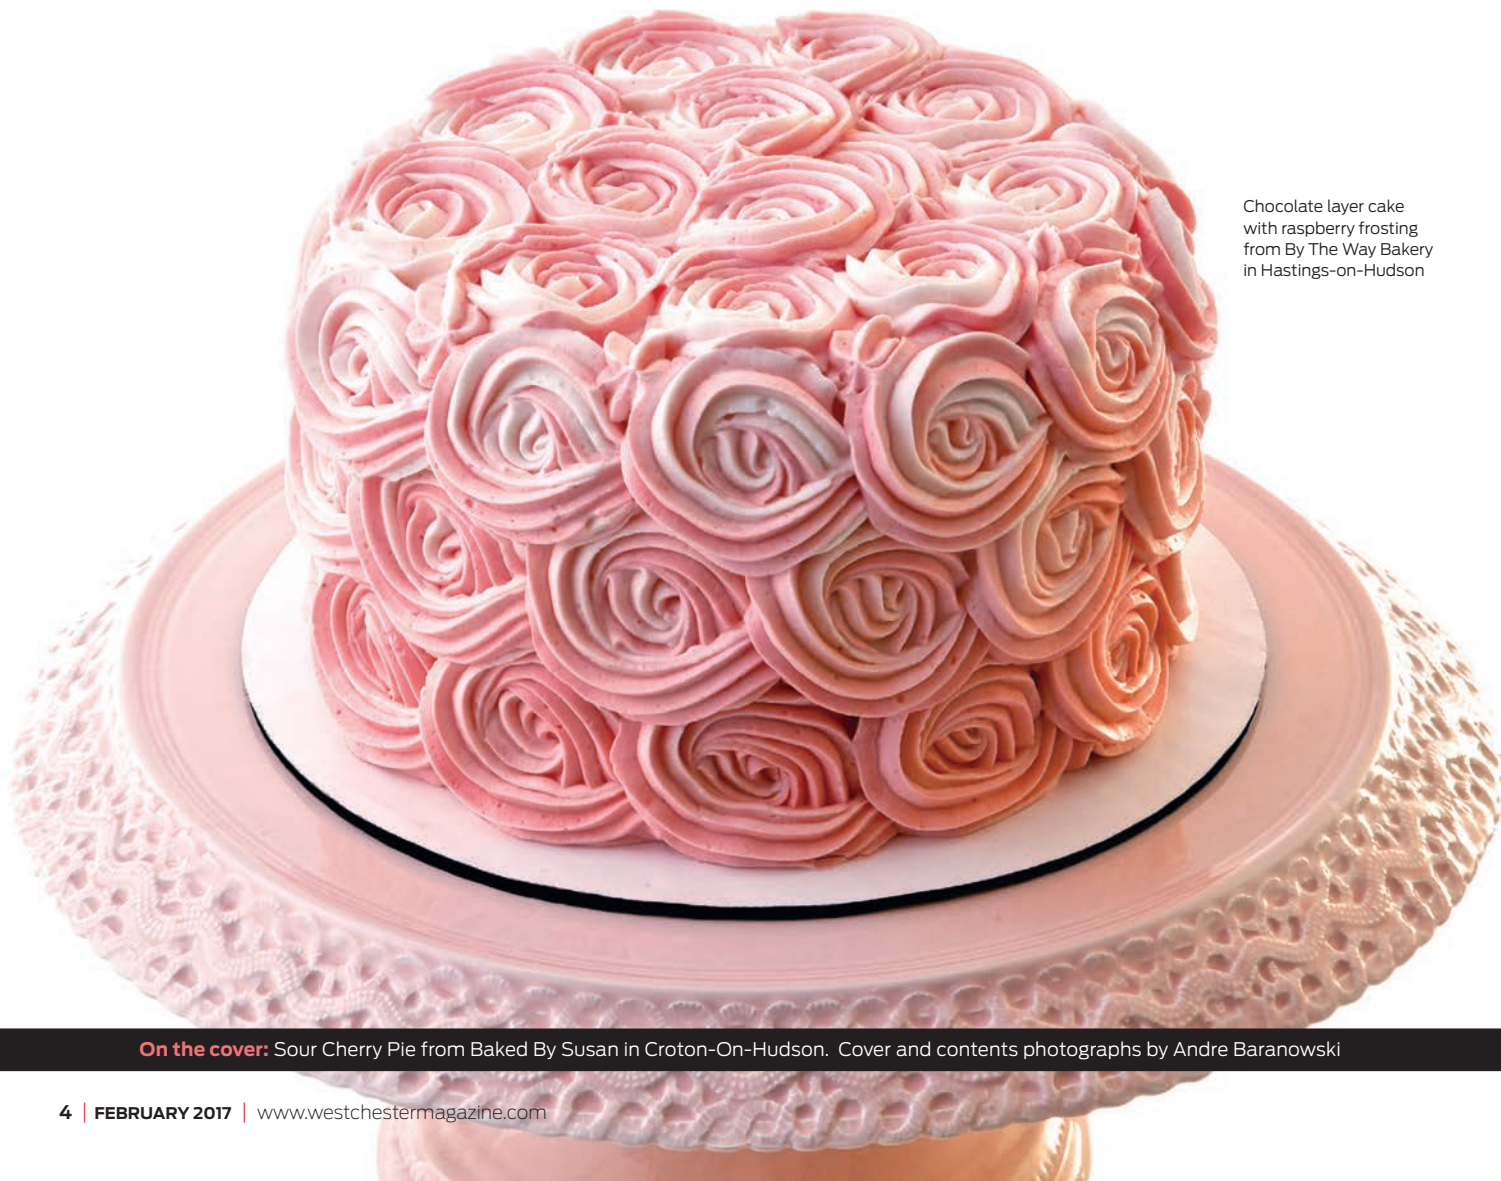 Chocolate layer cake
with raspberry frosting
from By The Way Bakery
in Hastings-on-Hudson
On the cover: Sour Cherry Pie from Baked By Susan in Croton-On-Hudson. Cover and contents photographs by Andre Baranowski
4 | FEBRUARY 2017 | www.westchestermagazine.com